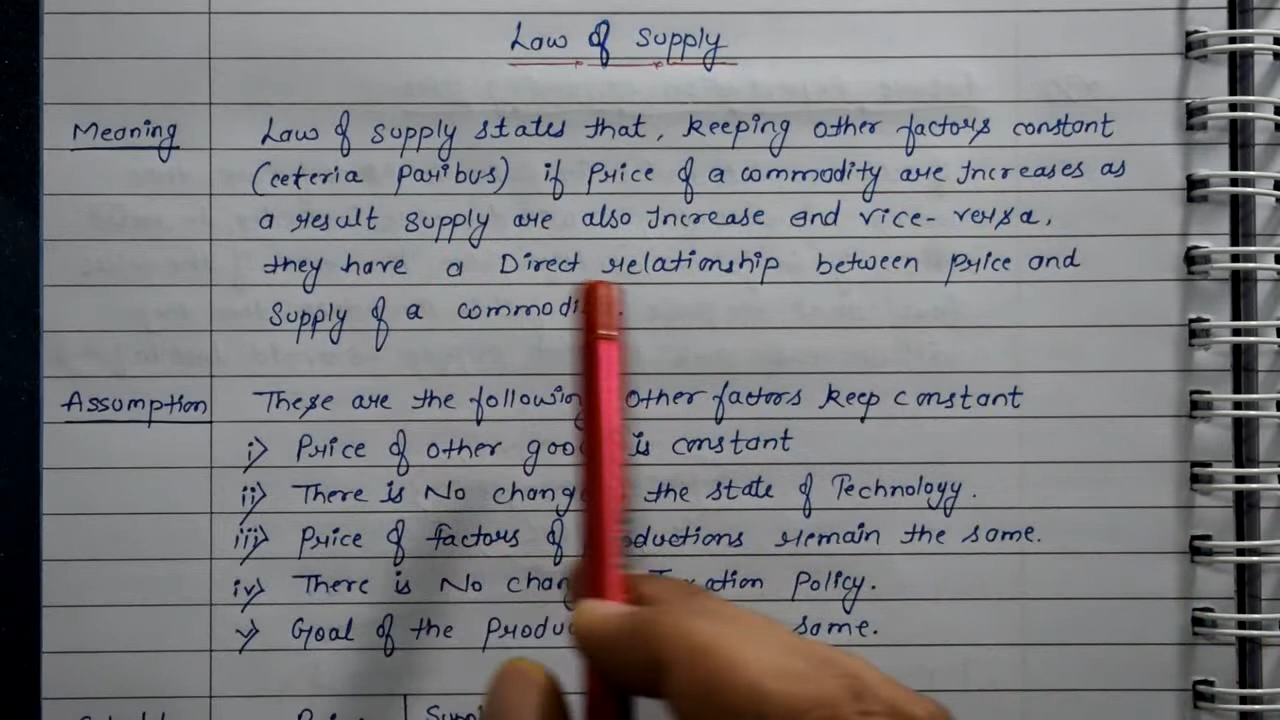 Law of Supply
Meaning Law of supply states that, keeping other factors constant
(ceteria Paribus) if Price of a commodity are Increases as
a result supply are also Increase and vice-versa,
they have a Direct relationship between price and
supply of a
Assumption These are the other factors keep constant
i) Price of other is constant
ii) There is No the state of Technology.
iii) Price of factors of remain the same.
iv) There is No Policy.
v) Goal of the same.